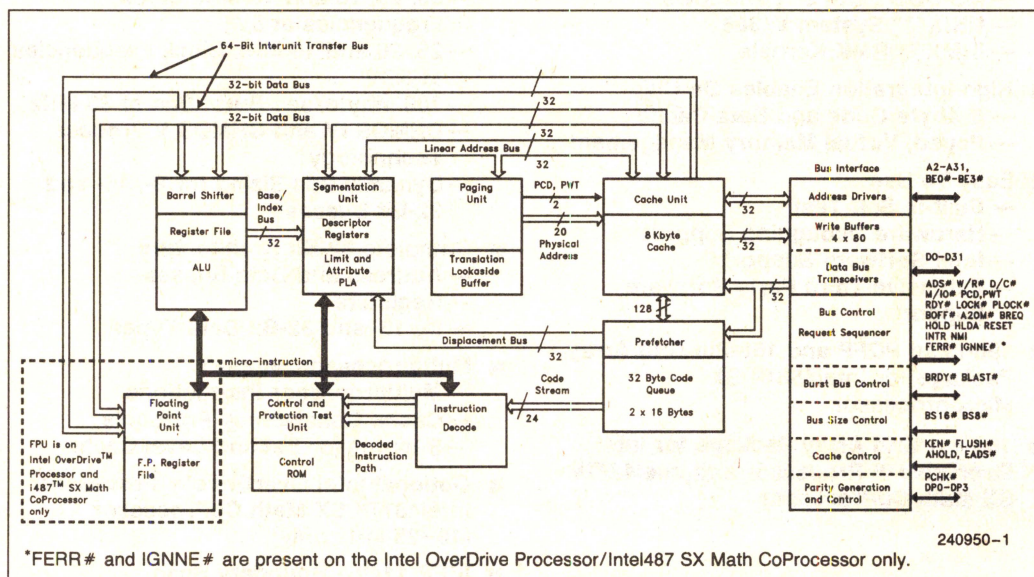 64-Bit Interunit Transfer Bus
32-bit Data Bus
32
32-bit Data Bus
32
Linear Address Bus
32
Barrel Shifter
Register File
ALU
Base/
Index
Bus
32
Segmentation
Unit
Descriptor
Registers
Limit and
Attribute
PLA
Paging
Unit
Translation
Lookaside
Buffer
PCD, PWT
2
20
Physical
Address
Cache Unit
8 Kbyte
Cache
32
32
32
128
Bus Interface
Address Drivers
Write Buffers
4 x 80
Data Bus
Transceivers
Bus Control
Request Sequencer
Burst Bus Control
Bus Size Control
Cache Control
Parity Generation
and Control
A2-A31,
BE0#-BE3#
D0-D31
ADS# W/R# D/C#
M/IO# PCD,PWT
RDY# LOCK# PLOCK#
BOFF# A20M# BREQ
HOLD HLDA RESET
INTR NMI
FERR# IGNNE# *
BRDY# BLAST#
BS16# BS8#
KEN# FLUSH#
AHOLD, EADS#
PCHK#
DP0-DP3
Displacement Bus
32
Prefetcher
32 Byte Code
Queue
2 x 16 Bytes
micro-instruction
Code
Stream
24
Floating
Point
Unit
F.P. Register
File
FPU is on
Intel OverDrive™
Processor and
i487™ SX Math
CoProcessor
only
Control and
Protection Test
Unit
Control
ROM
Decoded
Instruction
Path
Instruction
Decode
240950-1
*FERR# and IGNNE# are present on the Intel OverDrive Processor/Intel487 SX Math CoProcessor only.